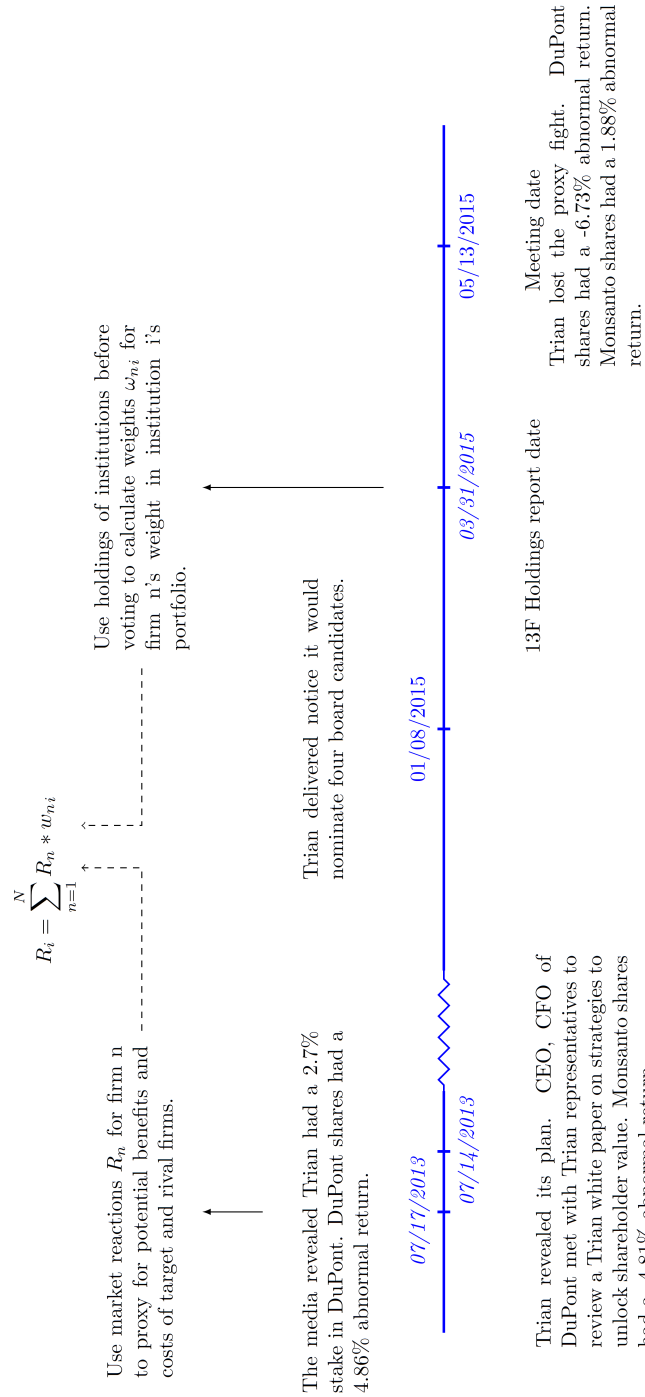 R_i = \sum_{n=1}^{N} R_n * w_{ni}
Use market reactions R_n for firm n
to proxy for potential benefits and
costs of target and rival firms.
Use holdings of institutions before
voting to calculate weights ω_{ni} for
firm n's weight in institution i's
portfolio.
The media revealed Trian had a 2.7%
stake in DuPont. DuPont shares had a
4.86% abnormal return.
Trian delivered notice it would
nominate four board candidates.
07/17/2013
01/08/2015
07/14/2013
03/31/2015
05/13/2015
Trian revealed its plan. CEO, CFO of
DuPont met with Trian representatives to
review a Trian white paper on strategies to
unlock shareholder value. Monsanto shares
had a -4.81% abnormal return
13F Holdings report date
Meeting date
Trian lost the proxy fight. DuPont
shares had a -6.73% abnormal return.
Monsanto shares had a 1.88% abnormal
return.